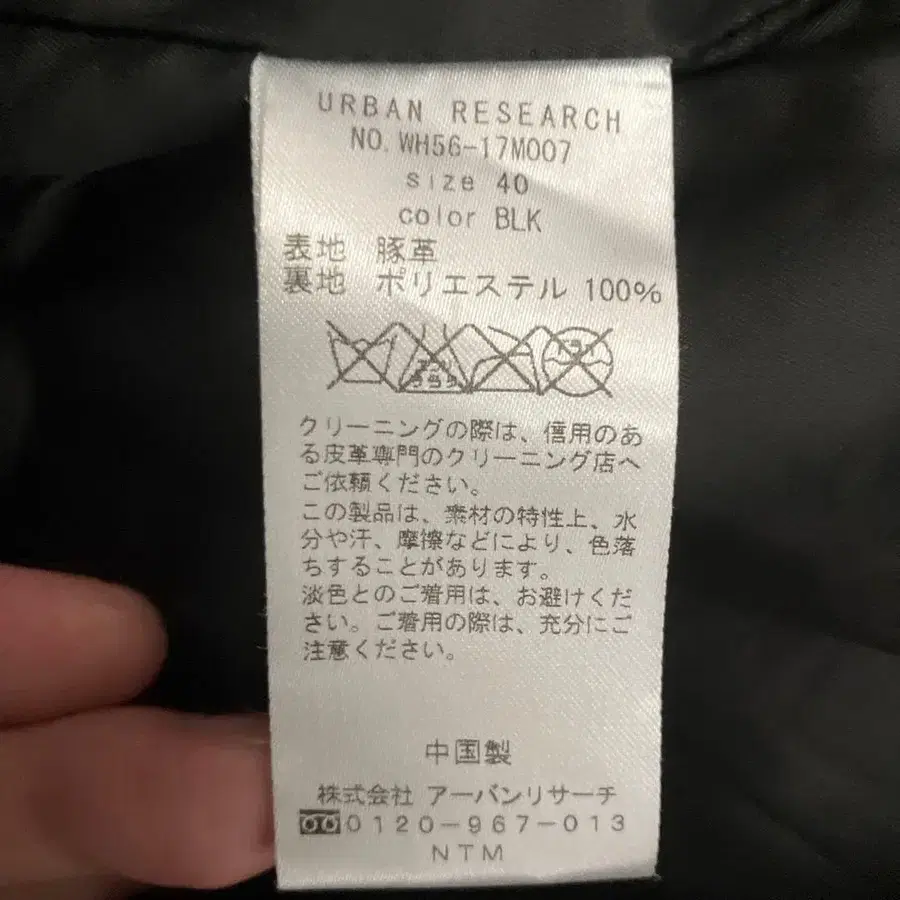 URBAN RESEARCH
NO. WH56-17M007
size 40
color BLK
表地 豚革
裏地 ポリエステル 100%
クリーニングの際は、信用のあ
る皮革専門のクリーニング店へ
ご依頼ください。
この製品は、素材の特性上、水
分や汗、摩擦などにより、色落
ちすることがあります。
淡色とのご着用は、お避けくだ
さい。ご着用の際は、充分にご
注意ください。
中国製
株式会社 アーバンリサーチ
0120-967-013
NTM